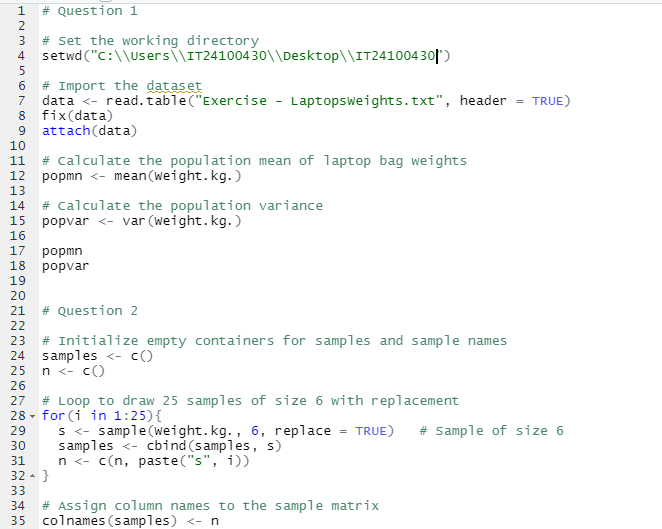 1 # Question 1
2
3 # Set the working directory
4 setwd("C:\\Users\\IT24100430\\Desktop\\IT24100430")
5
6 # Import the dataset
7 data <- read.table("Exercise - LaptopsWeights.txt", header = TRUE)
8 fix(data)
9 attach(data)
10
11 # Calculate the population mean of laptop bag weights
12 popmn <- mean(Weight.kg.)
13
14 # Calculate the population variance
15 popvar <- var(Weight.kg.)
16
17 popmn
18 popvar
19
20
21 # Question 2
22
23 # Initialize empty containers for samples and sample names
24 samples <- c()
25 n <- c()
26
27 # Loop to draw 25 samples of size 6 with replacement
28 for(i in 1:25){
29   s <- sample(Weight.kg., 6, replace = TRUE)   # Sample of size 6
30   samples <- cbind(samples, s)
31   n <- c(n, paste("s", i))
32 }
33
34 # Assign column names to the sample matrix
35 colnames(samples) <- n